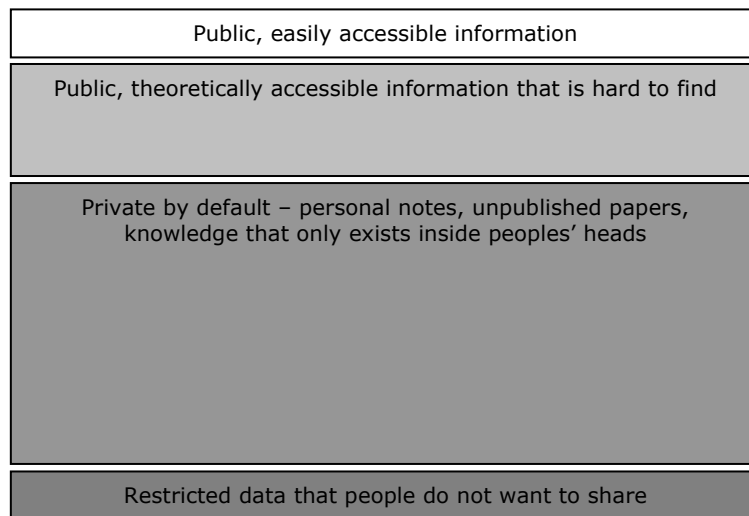 Public, easily accessible information
Public, theoretically accessible information that is hard to find
Private by default – personal notes, unpublished papers,
knowledge that only exists inside peoples’ heads
Restricted data that people do not want to share